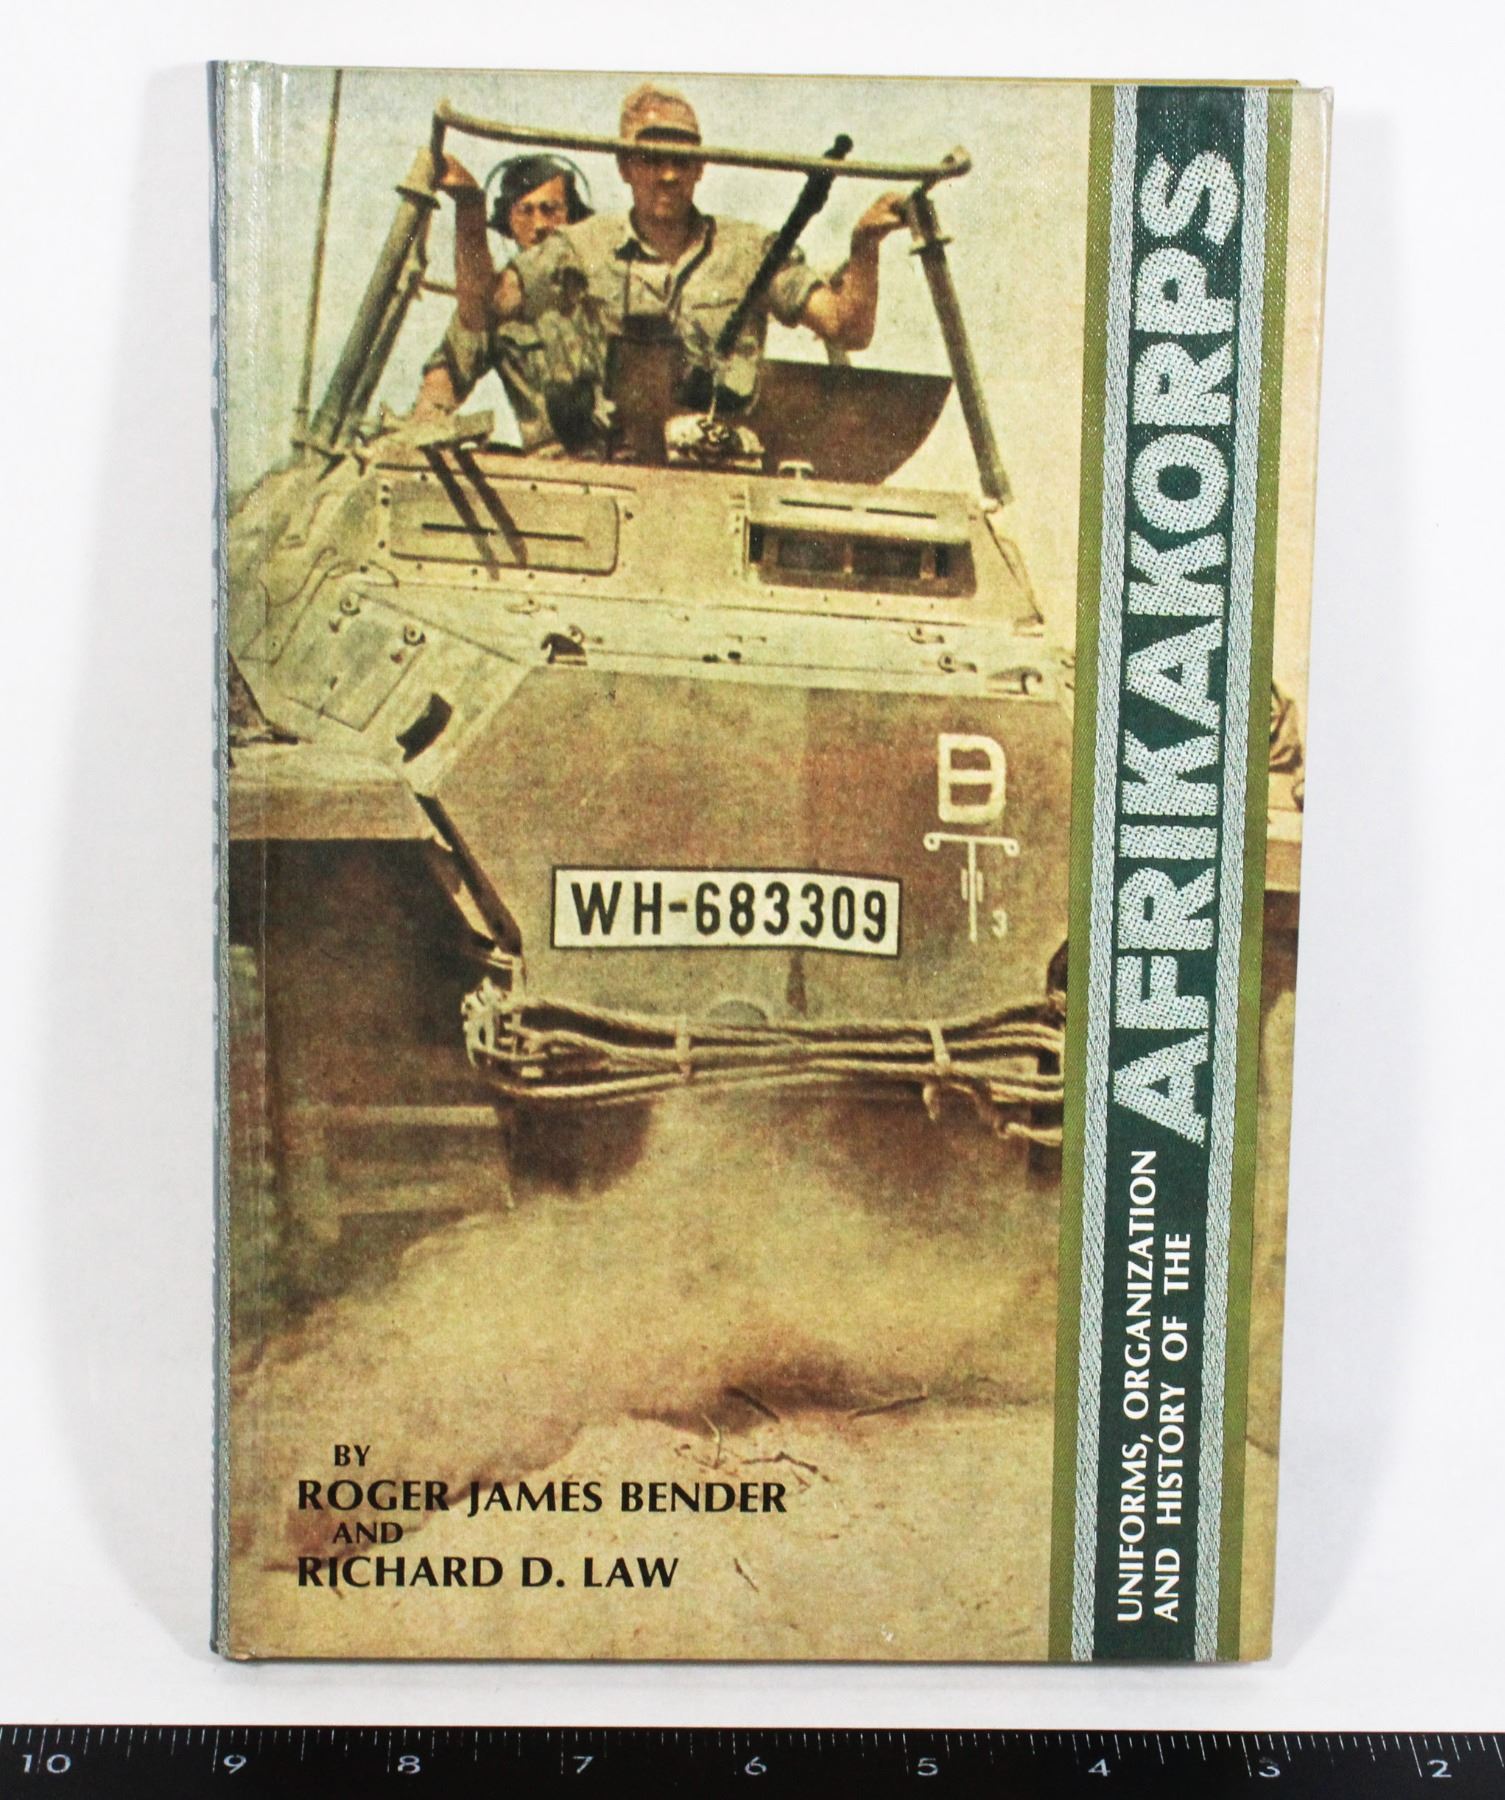 AFRIKAKORPS
UNIFORMS, ORGANIZATION
AND HISTORY OF THE
B
3
WH-683309
BY
ROGER JAMES BENDER
AND
RICHARD D. LAW
10 9 8 7 6 5 4 3 2